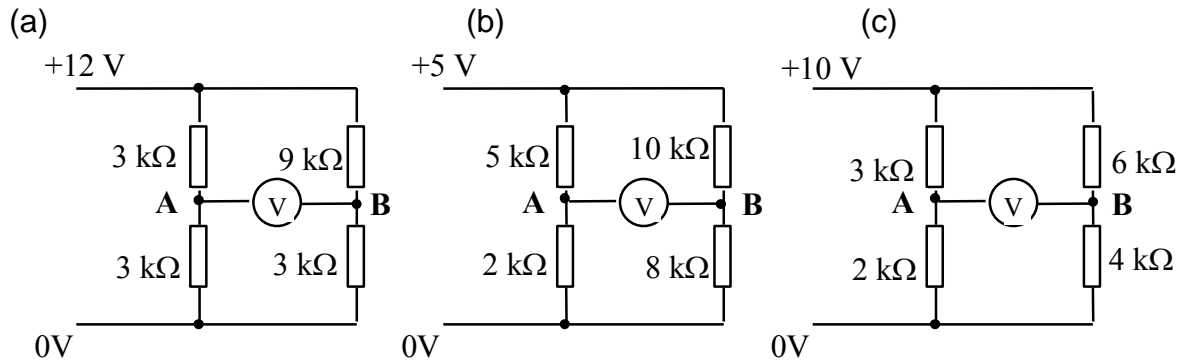 (a) (b) (c)
+12 V +5 V +10 V
3 kΩ 9 kΩ 5 kΩ 10 kΩ 3 kΩ 6 kΩ
A V B A V B A V B
3 kΩ 3 kΩ 2 kΩ 8 kΩ 2 kΩ 4 kΩ
0V 0V 0V